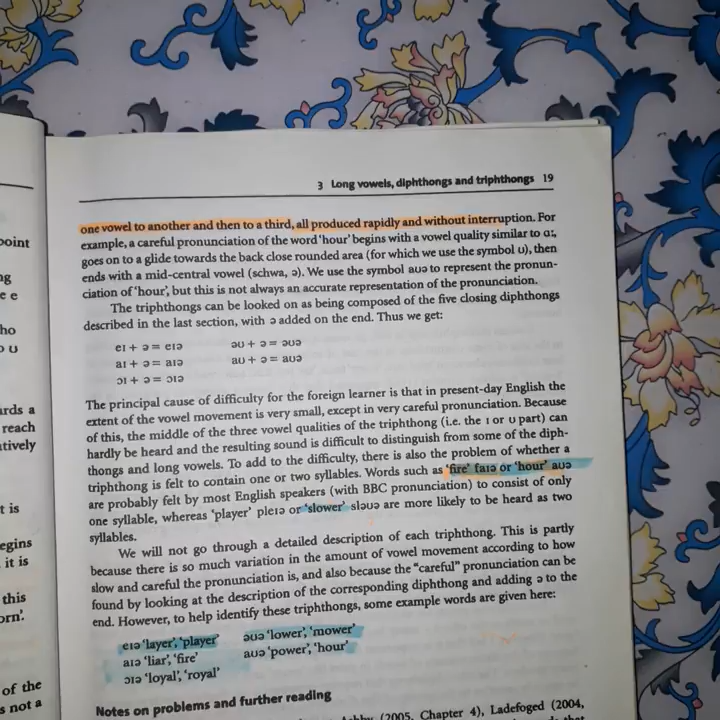 3 Long vowels, diphthongs and triphthongs 19
one vowel to another and then to a third, all produced rapidly and without interruption. For
example, a careful pronunciation of the word 'hour' begins with a vowel quality similar to ɑː,
goes on to a glide towards the back close rounded area (for which we use the symbol ʊ), then
ends with a mid-central vowel (schwa, ə). We use the symbol aʊə to represent the pronun-
ciation of 'hour', but this is not always an accurate representation of the pronunciation.
The triphthongs can be looked on as being composed of the five closing diphthongs
described in the last section, with ə added on the end. Thus we get:
eɪ + ə = eɪə əʊ + ə = əʊə
aɪ + ə = aɪə aʊ + ə = aʊə
ɔɪ + ə = ɔɪə
The principal cause of difficulty for the foreign learner is that in present-day English the
extent of the vowel movement is very small, except in very careful pronunciation. Because
of this, the middle of the three vowel qualities of the triphthong (i.e. the ɪ or ʊ part) can
hardly be heard and the resulting sound is difficult to distinguish from some of the diph-
thongs and long vowels. To add to the difficulty, there is also the problem of whether a
triphthong is felt to contain one or two syllables. Words such as 'fire' faɪə or 'hour' aʊə
are probably felt by most English speakers (with BBC pronunciation) to consist of only
one syllable, whereas 'player' pleɪə or 'slower' sləʊə are more likely to be heard as two
syllables.
We will not go through a detailed description of each triphthong. This is partly
because there is so much variation in the amount of vowel movement according to how
slow and careful the pronunciation is, and also because the "careful" pronunciation can be
found by looking at the description of the corresponding diphthong and adding ə to the
end. However, to help identify these triphthongs, some example words are given here:
eɪə 'layer', 'player' əʊə 'lower', 'mower'
aɪə 'liar', 'fire' aʊə 'power', 'hour'
ɔɪə 'loyal', 'royal'
Notes on problems and further reading
(2005, Chapter 4), Ladefoged (2004,